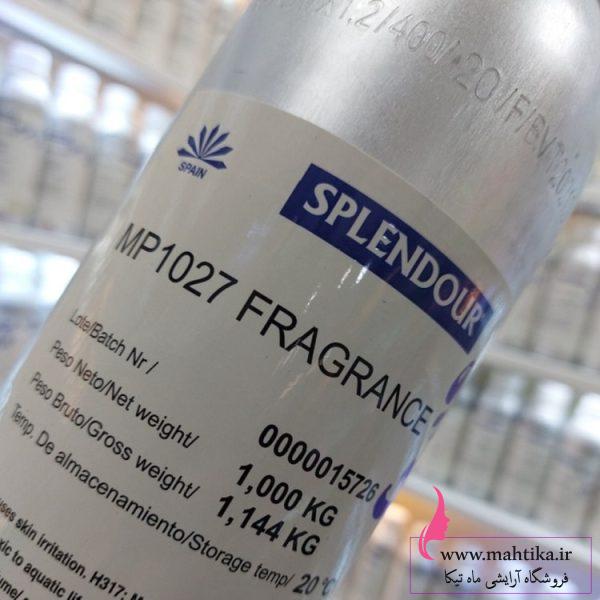 SPAIN
SPLENDOUR
MP1027 FRAGRANCE
Lote/Batch Nr / 0000015726
Peso Neto/Net weight/ 1,000 KG
Peso Bruto/Gross weight/ 1,144 KG
Temp. De almacenamiento/Storage temp/ 20 °C
skin irritation. H317:
to aquatic
www.mahtika.ir
فروشگاه آرایشی ماه تیکا